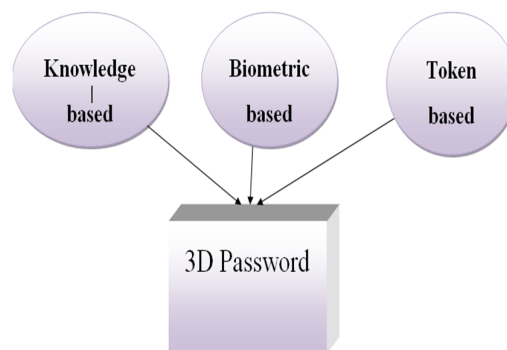 Knowledge
based
Biometric
based
Token
based
3D Password